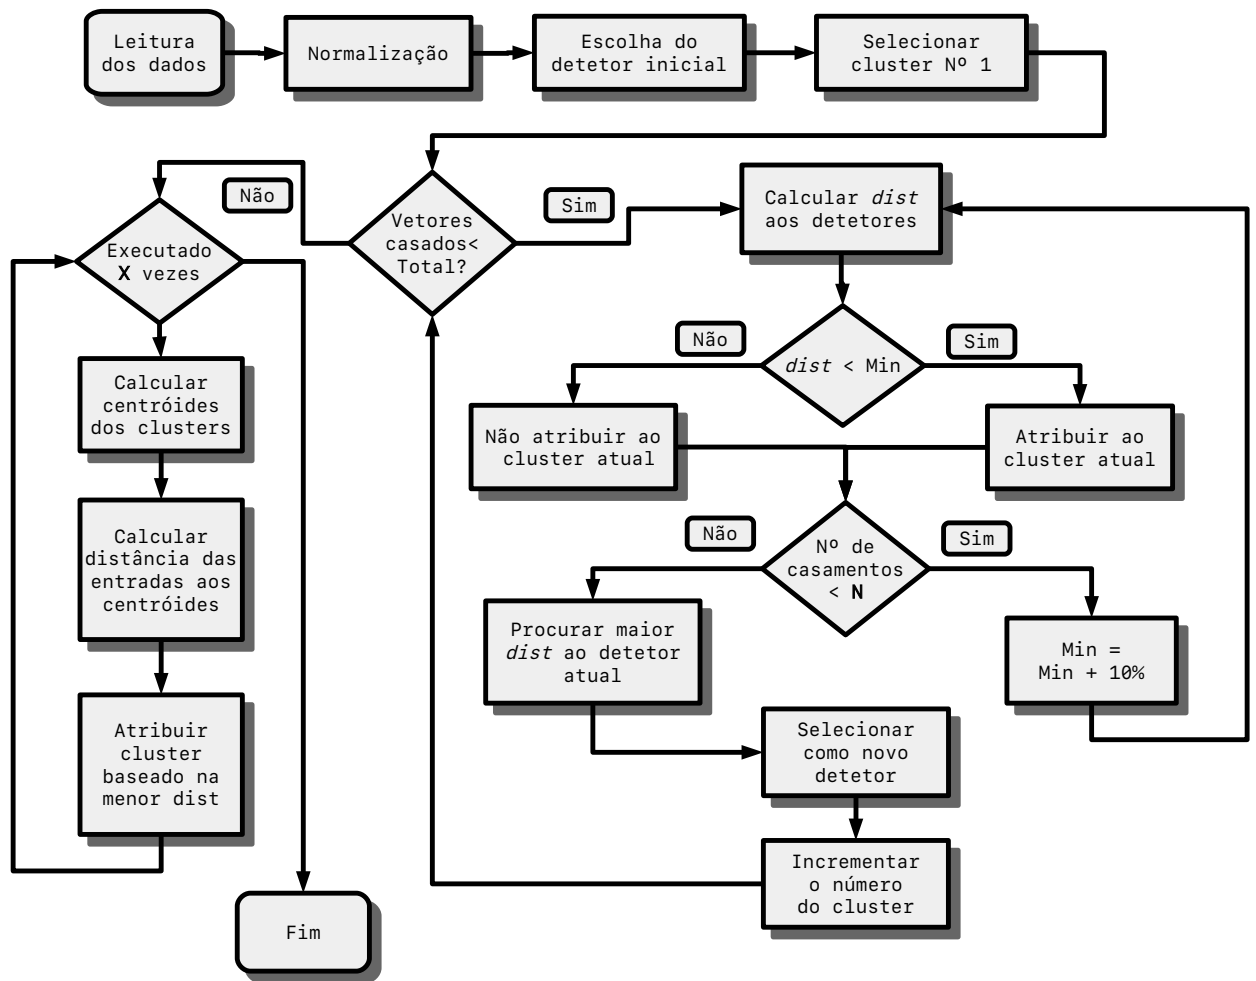 Leitura
dos dados
Normalização
Escolha do
detetor inicial
Selecionar
cluster Nº 1
Não
Executado
X vezes
Vetores
casados<
Total?
Sim
Calcular dist
aos detetores
Não
dist < Min
Sim
Calcular
centróides
dos clusters
Não atribuir ao
cluster atual
Atribuir ao
cluster atual
Calcular
distância das
entradas aos
centróides
Não
Nº de
casamentos
< N
Sim
Procurar maior
dist ao detetor
atual
Min =
Min + 10%
Atribuir
cluster
baseado na
menor dist
Selecionar
como novo
detetor
Incrementar
o número
do cluster
Fim